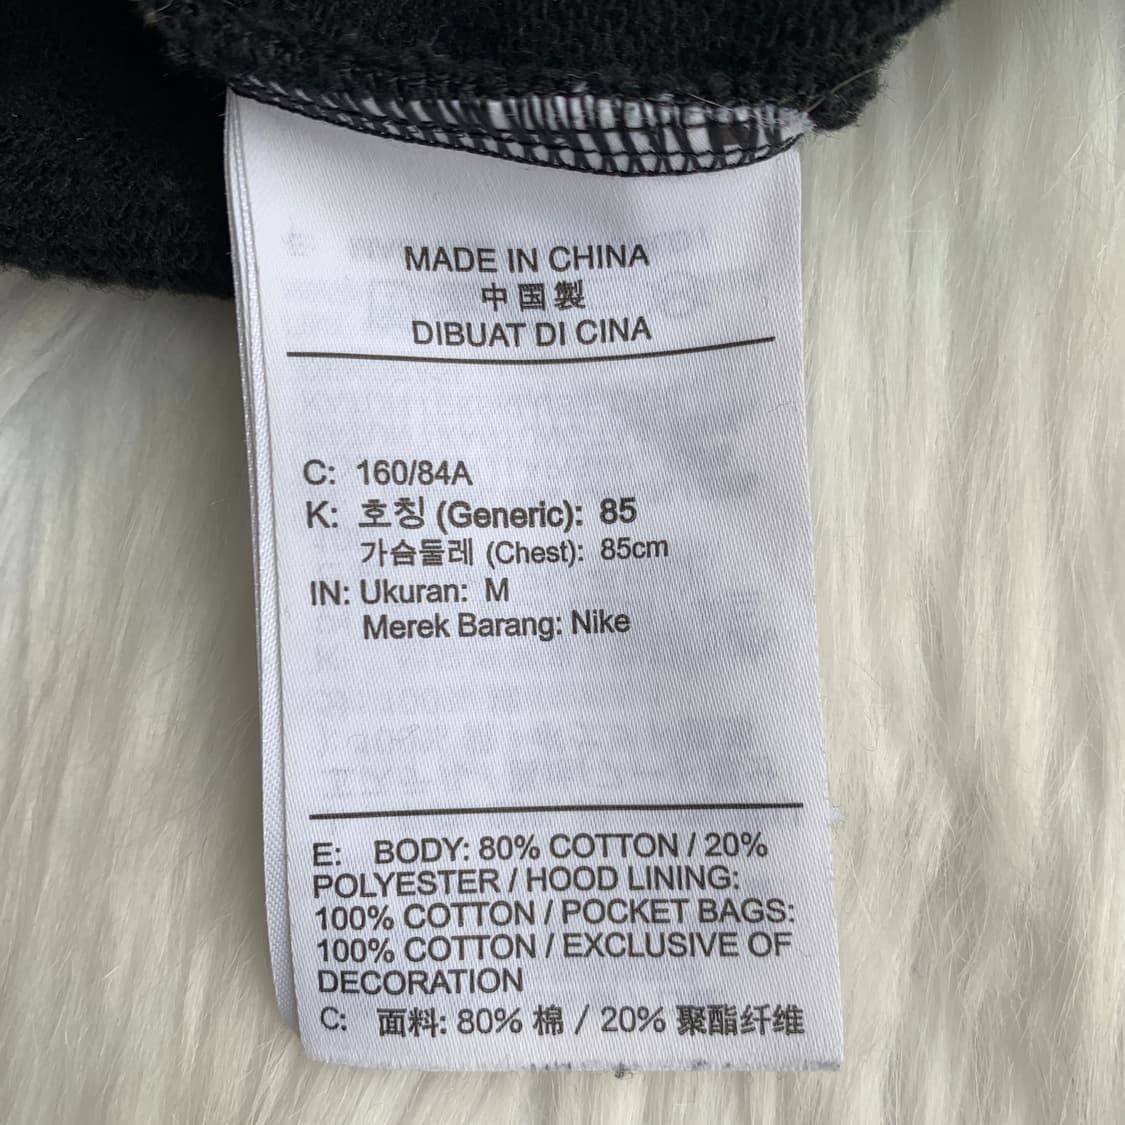 MADE IN CHINA
中国製
DIBUAT DI CINA
C: 160/84A
K: 호칭 (Generic): 85
가슴둘레 (Chest): 85cm
IN: Ukuran: M
Merek Barang: Nike
E: BODY: 80% COTTON / 20%
POLYESTER / HOOD LINING:
100% COTTON / POCKET BAGS:
100% COTTON / EXCLUSIVE OF
DECORATION
C: 面料: 80% 棉 / 20% 聚酯纤维